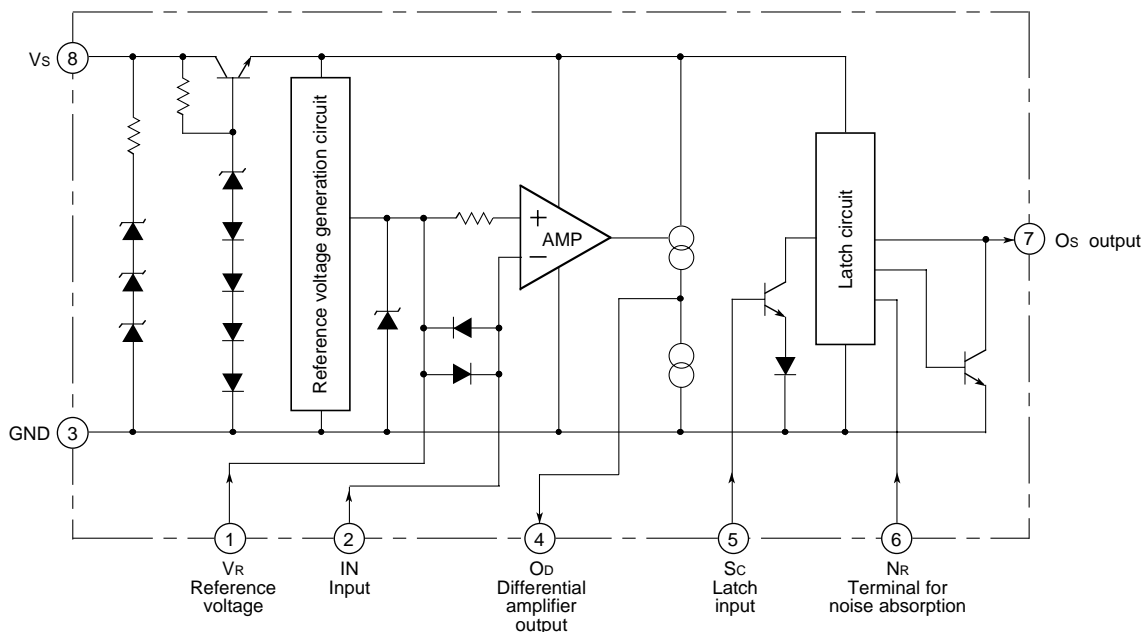 VS
8
Reference voltage generation circuit
+
AMP
−
Latch circuit
7
OS output
GND
3
1
2
4
5
6
VR
Reference
voltage
IN
Input
OD
Differential
amplifier
output
SC
Latch
input
NR
Terminal for
noise absorption